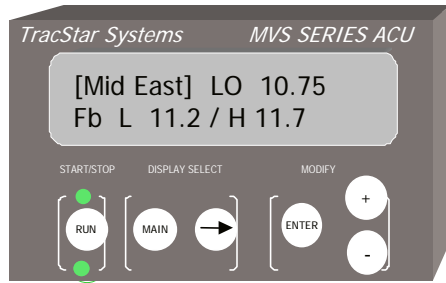 TracStar Systems MVS SERIES ACU
[Mid East] LO 10.75
Fb L 11.2 / H 11.7
START/STOP DISPLAY SELECT MODIFY
+
RUN MAIN ENTER
-